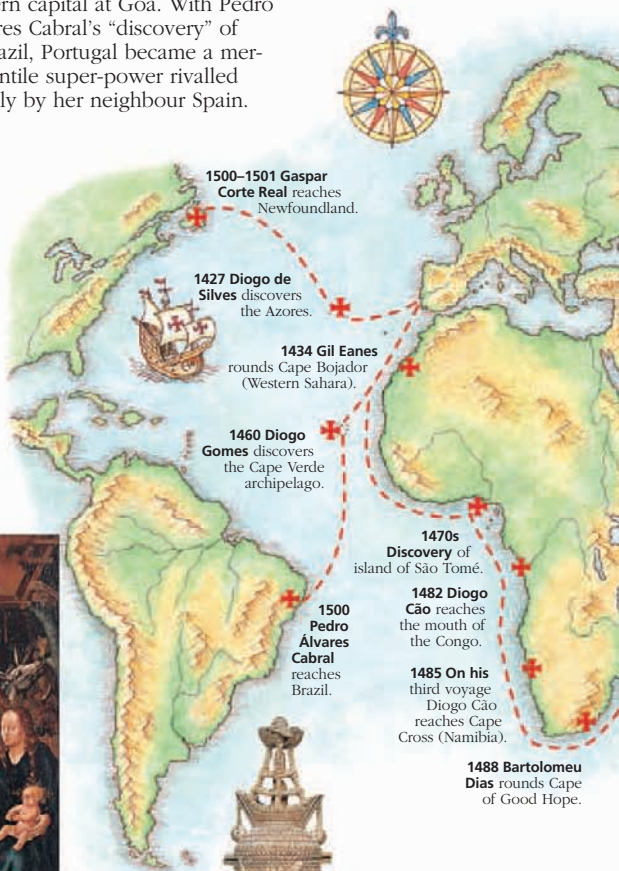 ern capital at Goa. With Pedro
res Cabral's “discovery” of
azil, Portugal became a mer-
ntile super-power rivalled
ly by her neighbour Spain.
1500–1501 Gaspar
Corte Real reaches
Newfoundland.
1427 Diogo de
Silves discovers
the Azores.
1434 Gil Eanes
rounds Cape Bojador
(Western Sahara).
1460 Diogo
Gomes discovers
the Cape Verde
archipelago.
1470s
Discovery of
island of São Tomé.
1482 Diogo
Cão reaches
the mouth of
the Congo.
1500
Pedro
Álvares
Cabral
reaches
Brazil.
1485 On his
third voyage
Diogo Cão
reaches Cape
Cross (Namibia).
1488 Bartolomeu
Dias rounds Cape
of Good Hope.